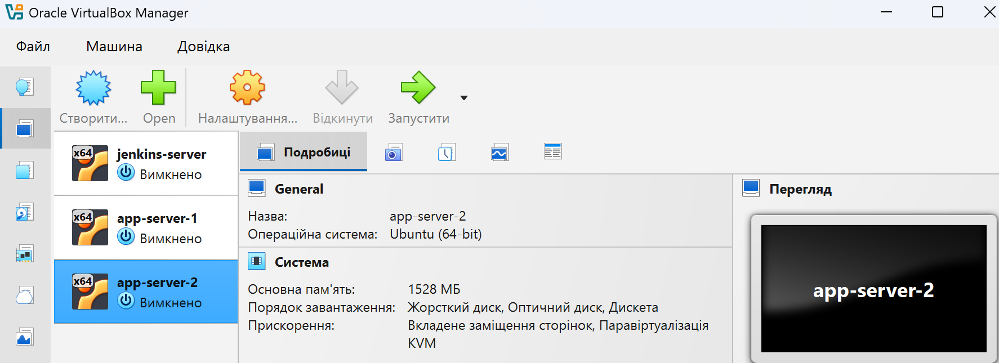 Oracle VirtualBox Manager
Файл Машина Довідка
Створити... Open Налаштування... Відкинути Запустити
x64 jenkins-server
Вимкнено
x64 app-server-1
Вимкнено
x64 app-server-2
Вимкнено
Подробиці
General
Назва: app-server-2
Операційна система: Ubuntu (64-bit)
Система
Основна пам'ять: 1528 МБ
Порядок завантаження: Жорсткий диск, Оптичний диск, Дискета
Прискорення: Вкладене заміщення сторінок, Паравіртуалізація
KVM
Перегляд
app-server-2